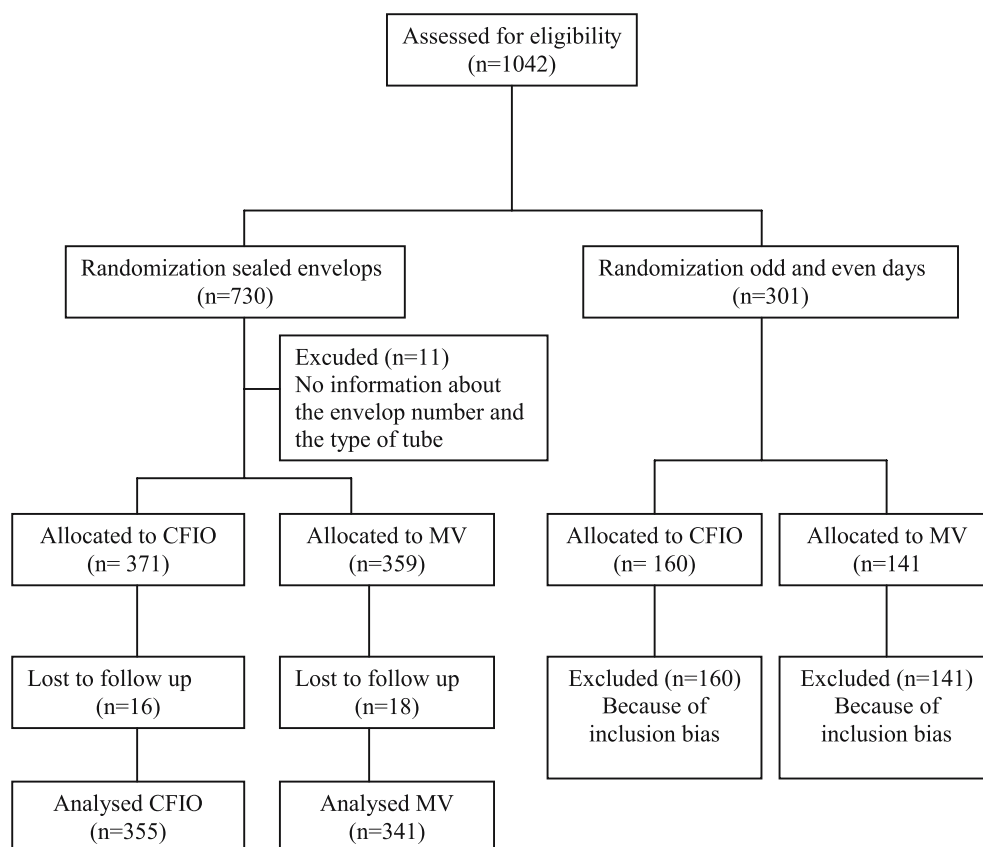 Assessed for eligibility
(n=1042)
Randomization sealed envelops
(n=730)
Randomization odd and even days
(n=301)
Excuded (n=11)
No information about
the envelop number and
the type of tube
Allocated to CFIO
(n= 371)
Allocated to MV
(n=359)
Allocated to CFIO
(n= 160)
Allocated to MV
(n=141
Lost to follow up
(n=16)
Lost to follow up
(n=18)
Excluded (n=160)
Because of
inclusion bias
Excluded (n=141)
Because of
inclusion bias
Analysed CFIO
(n=355)
Analysed MV
(n=341)